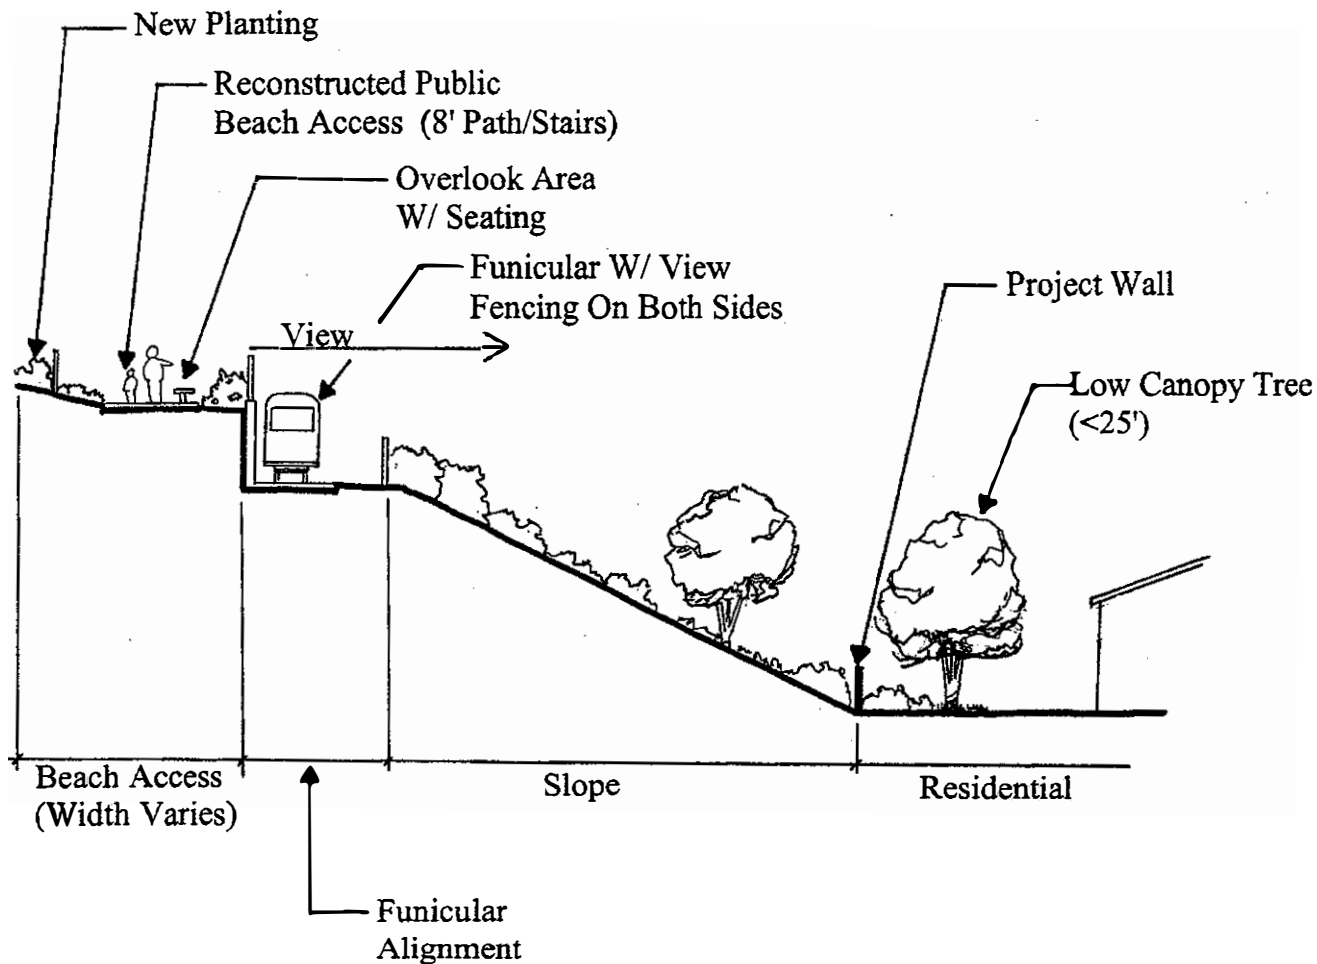 New Planting
Reconstructed Public
Beach Access (8' Path/Stairs)
Overlook Area
W/ Seating
Funicular W/ View
Fencing On Both Sides
View
Project Wall
Low Canopy Tree
(<25')
Beach Access
(Width Varies)
Slope
Residential
Funicular
Alignment